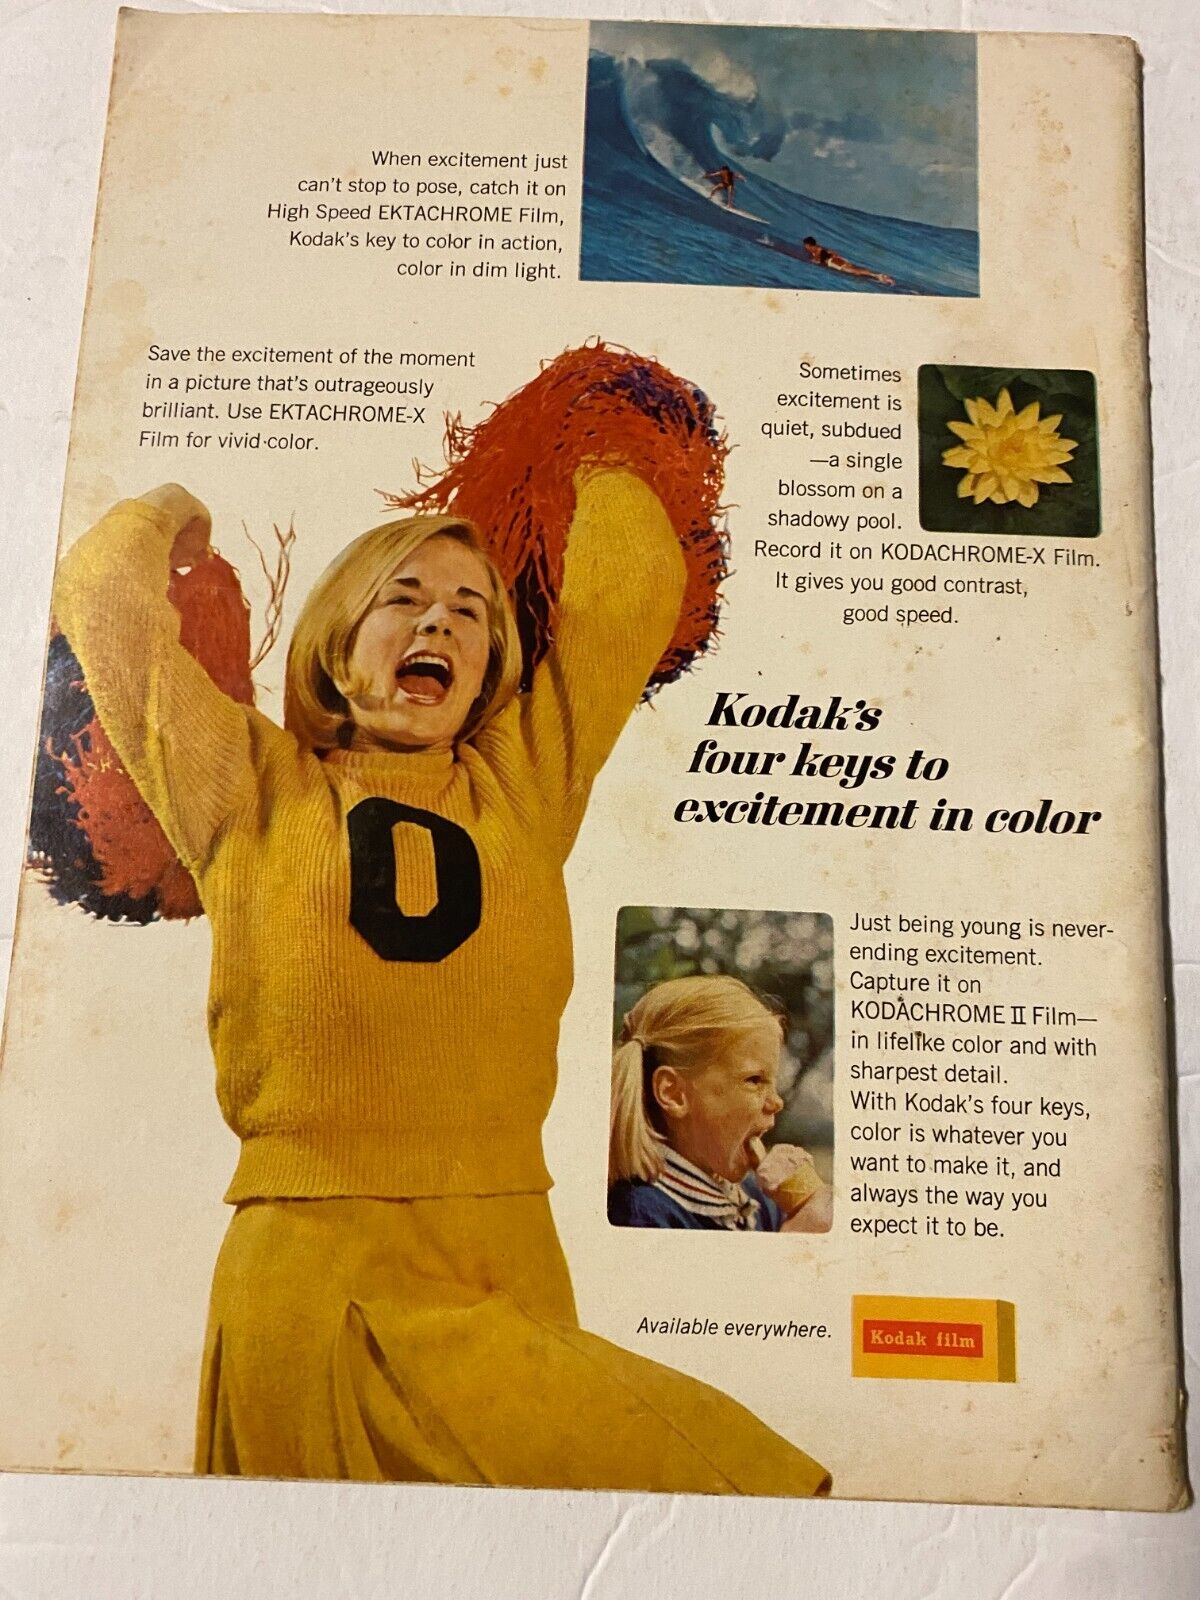 When excitement just
can't stop to pose, catch it on
High Speed EKTACHROME Film,
Kodak's key to color in action,
color in dim light.
Save the excitement of the moment
in a picture that's outrageously
brilliant. Use EKTACHROME-X
Film for vivid color.
Sometimes
excitement is
quiet, subdued
—a single
blossom on a
shadowy pool.
Record it on KODACHROME-X Film.
It gives you good contrast,
good speed.
Kodak's
four keys to
excitement in color
O
Just being young is never-
ending excitement.
Capture it on
KODACHROME II Film—
in lifelike color and with
sharpest detail.
With Kodak's four keys,
color is whatever you
want to make it, and
always the way you
expect it to be.
Available everywhere.
Kodak film